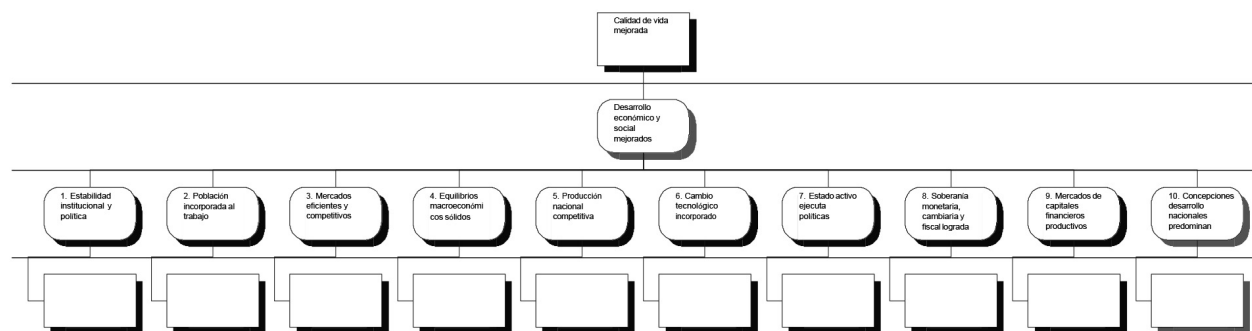 Calidad de vida
mejorada
Desarrollo
económico y
social
mejorados
1. Estabilidad
institucional y
política
2. Población
incorporada al
trabajo
3. Mercados
eficientes y
competitivos
4. Equilibrios
macroeconómi
cos sólidos
5. Producción
nacional
competitiva
6. Cambio
tecnológico
incorporado
7. Estado activo
ejecuta
políticas
8. Soberanía
monetaria,
cambiaria y
fiscal lograda
9. Mercados de
capitales
financieros
productivos
10. Concepciones
desarrollo
nacionales
predominan